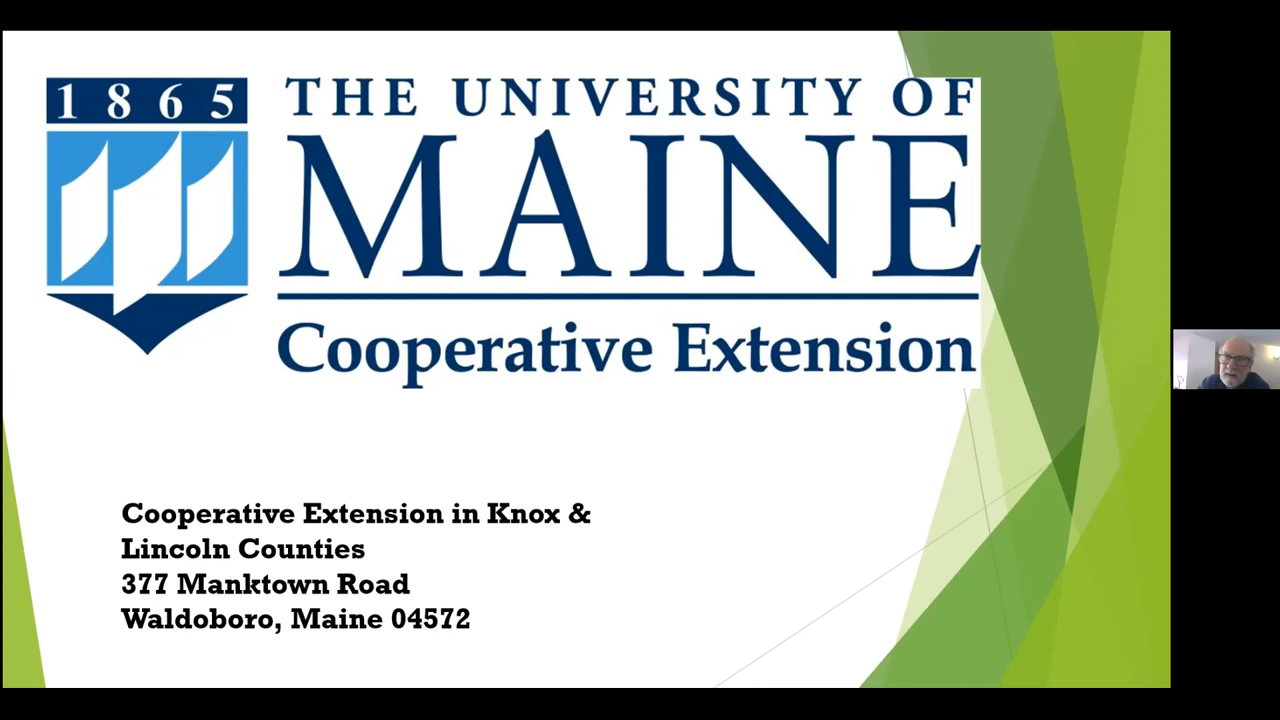 1865
THE UNIVERSITY OF
MAINE
Cooperative Extension
Cooperative Extension in Knox &
Lincoln Counties
377 Manktown Road
Waldoboro, Maine 04572